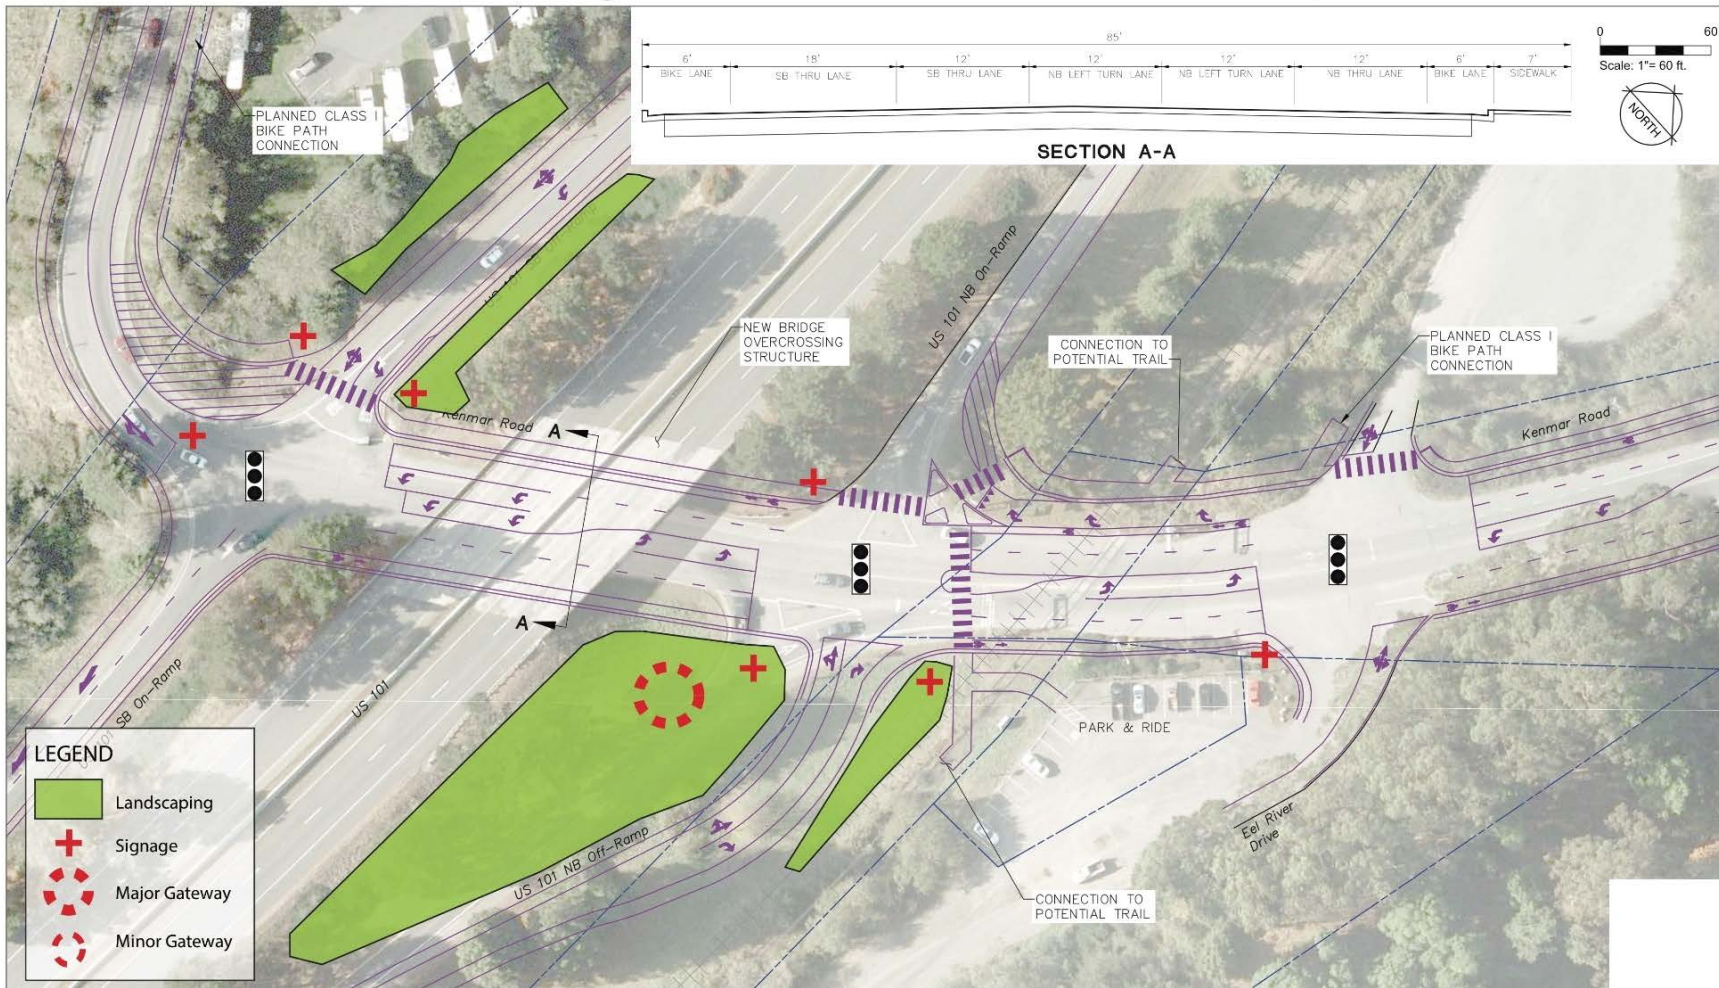 85'
6' 18' 12' 12' 12' 12' 6' 7'
BIKE LANE SB THRU LANE SB THRU LANE NB LEFT TURN LANE NB LEFT TURN LANE NB THRU LANE BIKE LANE SIDEWALK
SECTION A-A
0 60
Scale: 1"= 60 ft.
NORTH
PLANNED CLASS I
BIKE PATH
CONNECTION
NEW BRIDGE
OVERCROSSING
STRUCTURE
US 101 NB On-Ramp
CONNECTION TO
POTENTIAL TRAIL
PLANNED CLASS I
BIKE PATH
CONNECTION
Kenmar Road
Kenmar Road
A
A
US 101
SB On-Ramp
PARK & RIDE
Eel River
Drive
US 101 NB Off-Ramp
CONNECTION TO
POTENTIAL TRAIL
LEGEND
Landscaping
Signage
Major Gateway
Minor Gateway